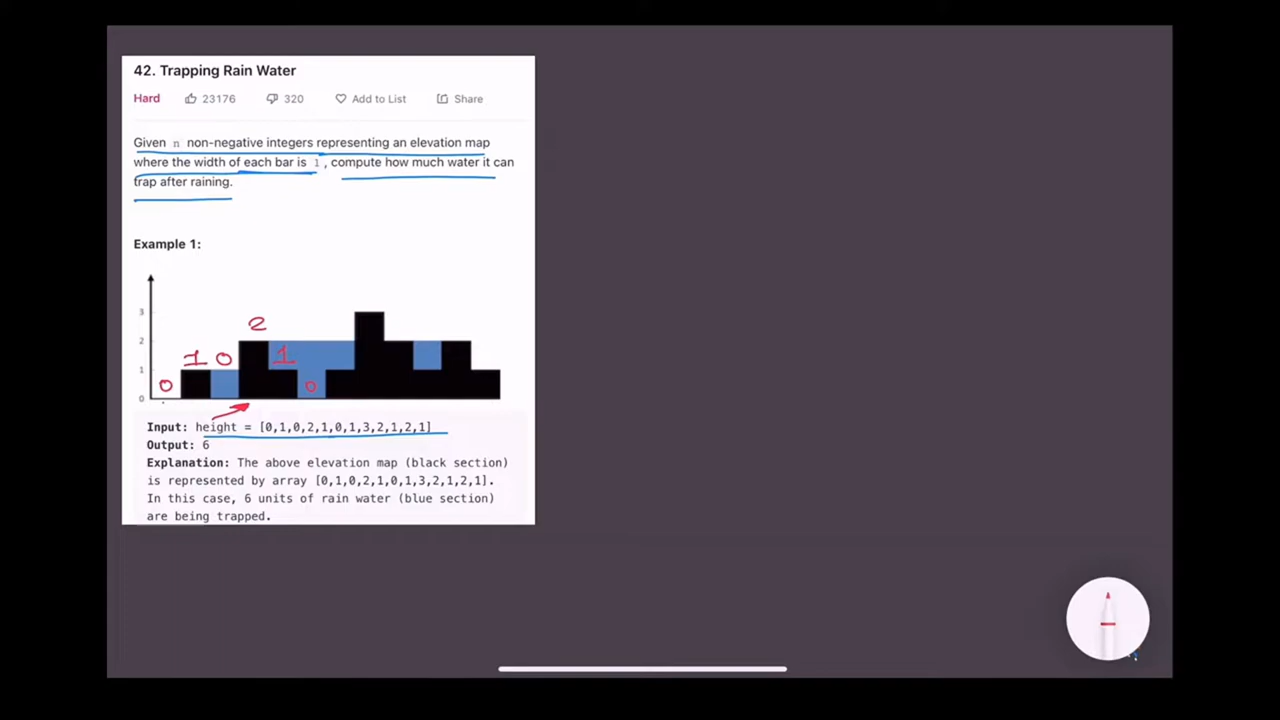 42. Trapping Rain Water
Hard 23176 320 Add to List Share
Given n non-negative integers representing an elevation map
where the width of each bar is 1 , compute how much water it can
trap after raining.
Example 1:
3
2
2
1 0 1
1
0 0
0
Input: height = [0,1,0,2,1,0,1,3,2,1,2,1]
Output: 6
Explanation: The above elevation map (black section)
is represented by array [0,1,0,2,1,0,1,3,2,1,2,1].
In this case, 6 units of rain water (blue section)
are being trapped.